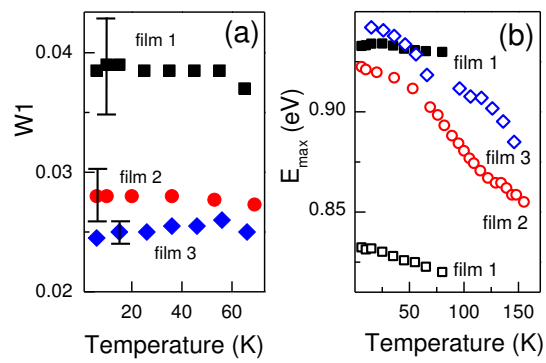 (a)
film 1
film 2
film 3
W1
0.04
0.03
0.02
20 40 60
Temperature (K)
(b)
film 1
film 3
film 2
film 1
E_max (eV)
0.90
0.85
50 100 150
Temperature (K)